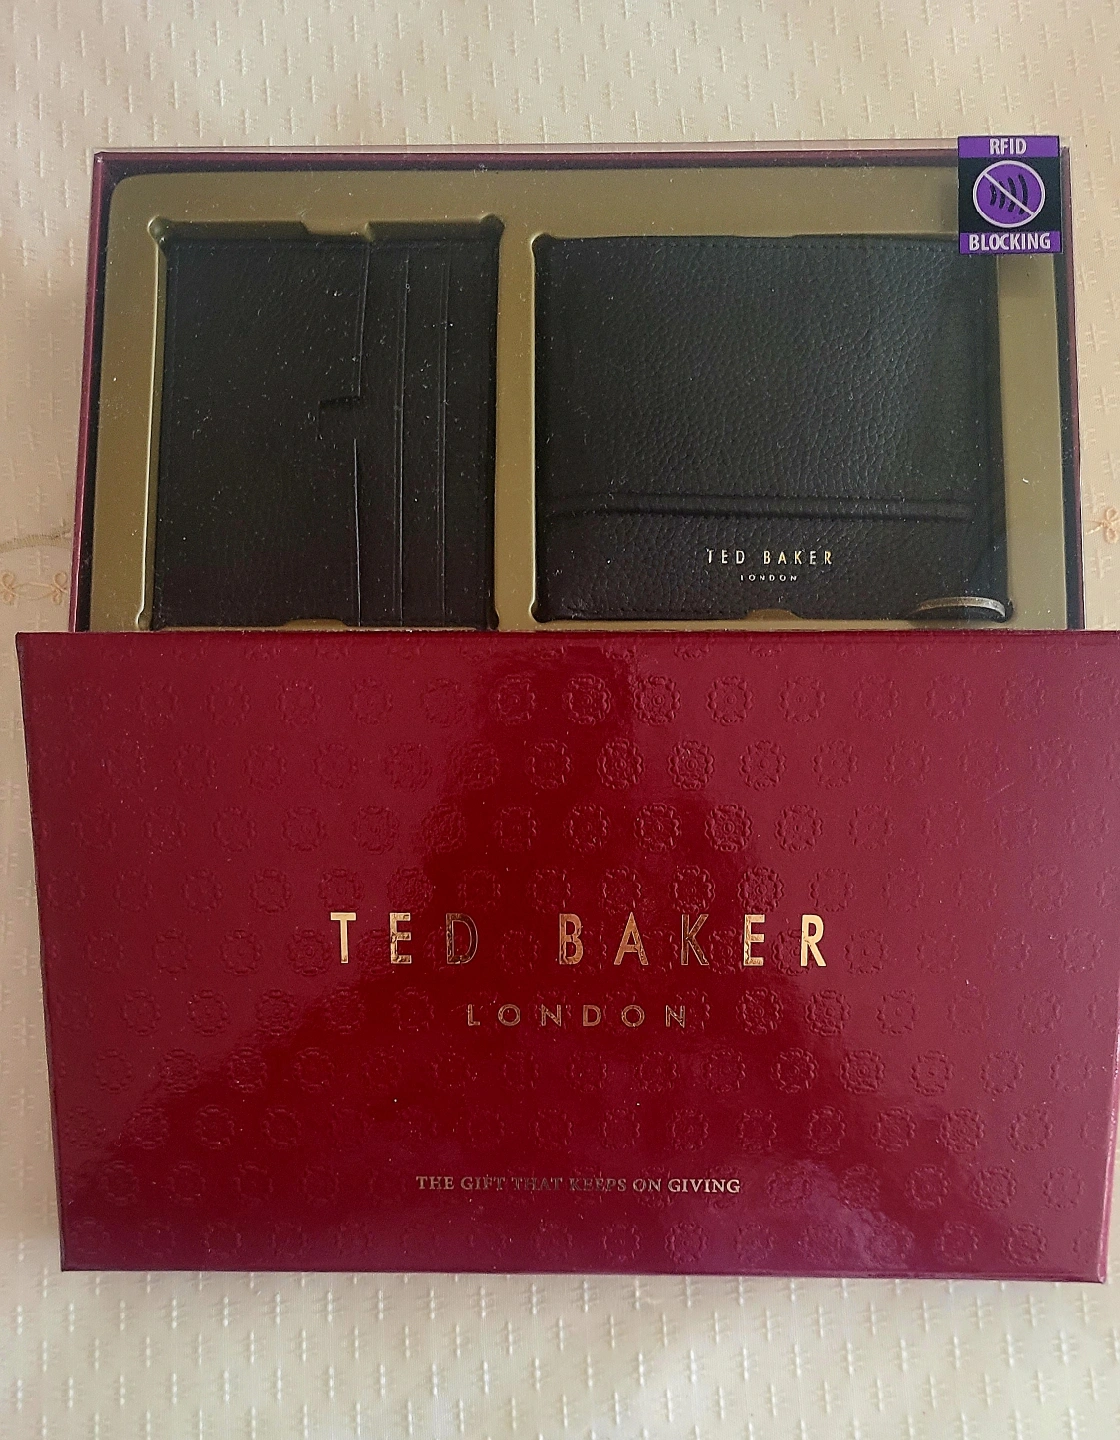 RFID
BLOCKING
TED BAKER
LONDON
TED BAKER
LONDON
THE GIFT THAT KEEPS ON GIVING